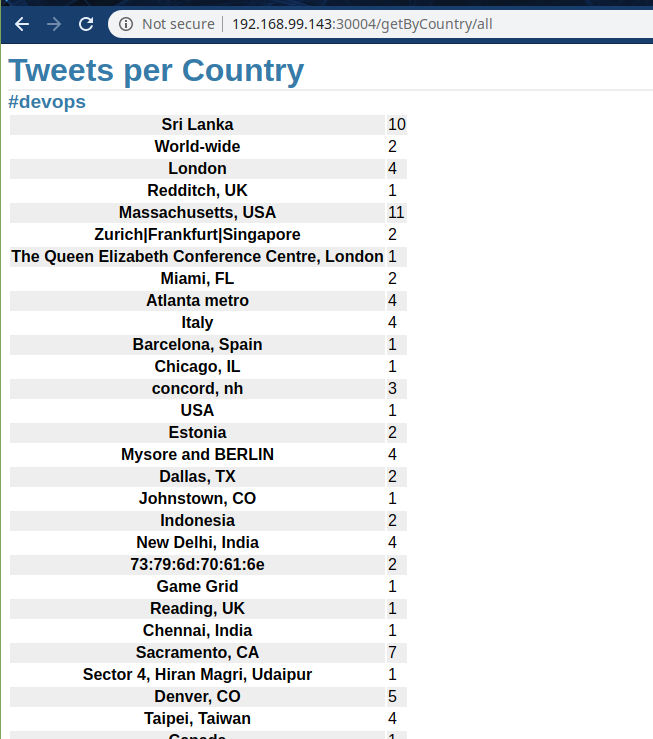 Not secure | 192.168.99.143:30004/getByCountry/all
Tweets per Country
#devops
Sri Lanka 10
World-wide 2
London 4
Redditch, UK 1
Massachusetts, USA 11
Zurich|Frankfurt|Singapore 2
The Queen Elizabeth Conference Centre, London 1
Miami, FL 2
Atlanta metro 4
Italy 4
Barcelona, Spain 1
Chicago, IL 1
concord, nh 3
USA 1
Estonia 2
Mysore and BERLIN 4
Dallas, TX 2
Johnstown, CO 1
Indonesia 2
New Delhi, India 4
73:79:6d:70:61:6e 2
Game Grid 1
Reading, UK 1
Chennai, India 1
Sacramento, CA 7
Sector 4, Hiran Magri, Udaipur 1
Denver, CO 5
Taipei, Taiwan 4
Canada 1